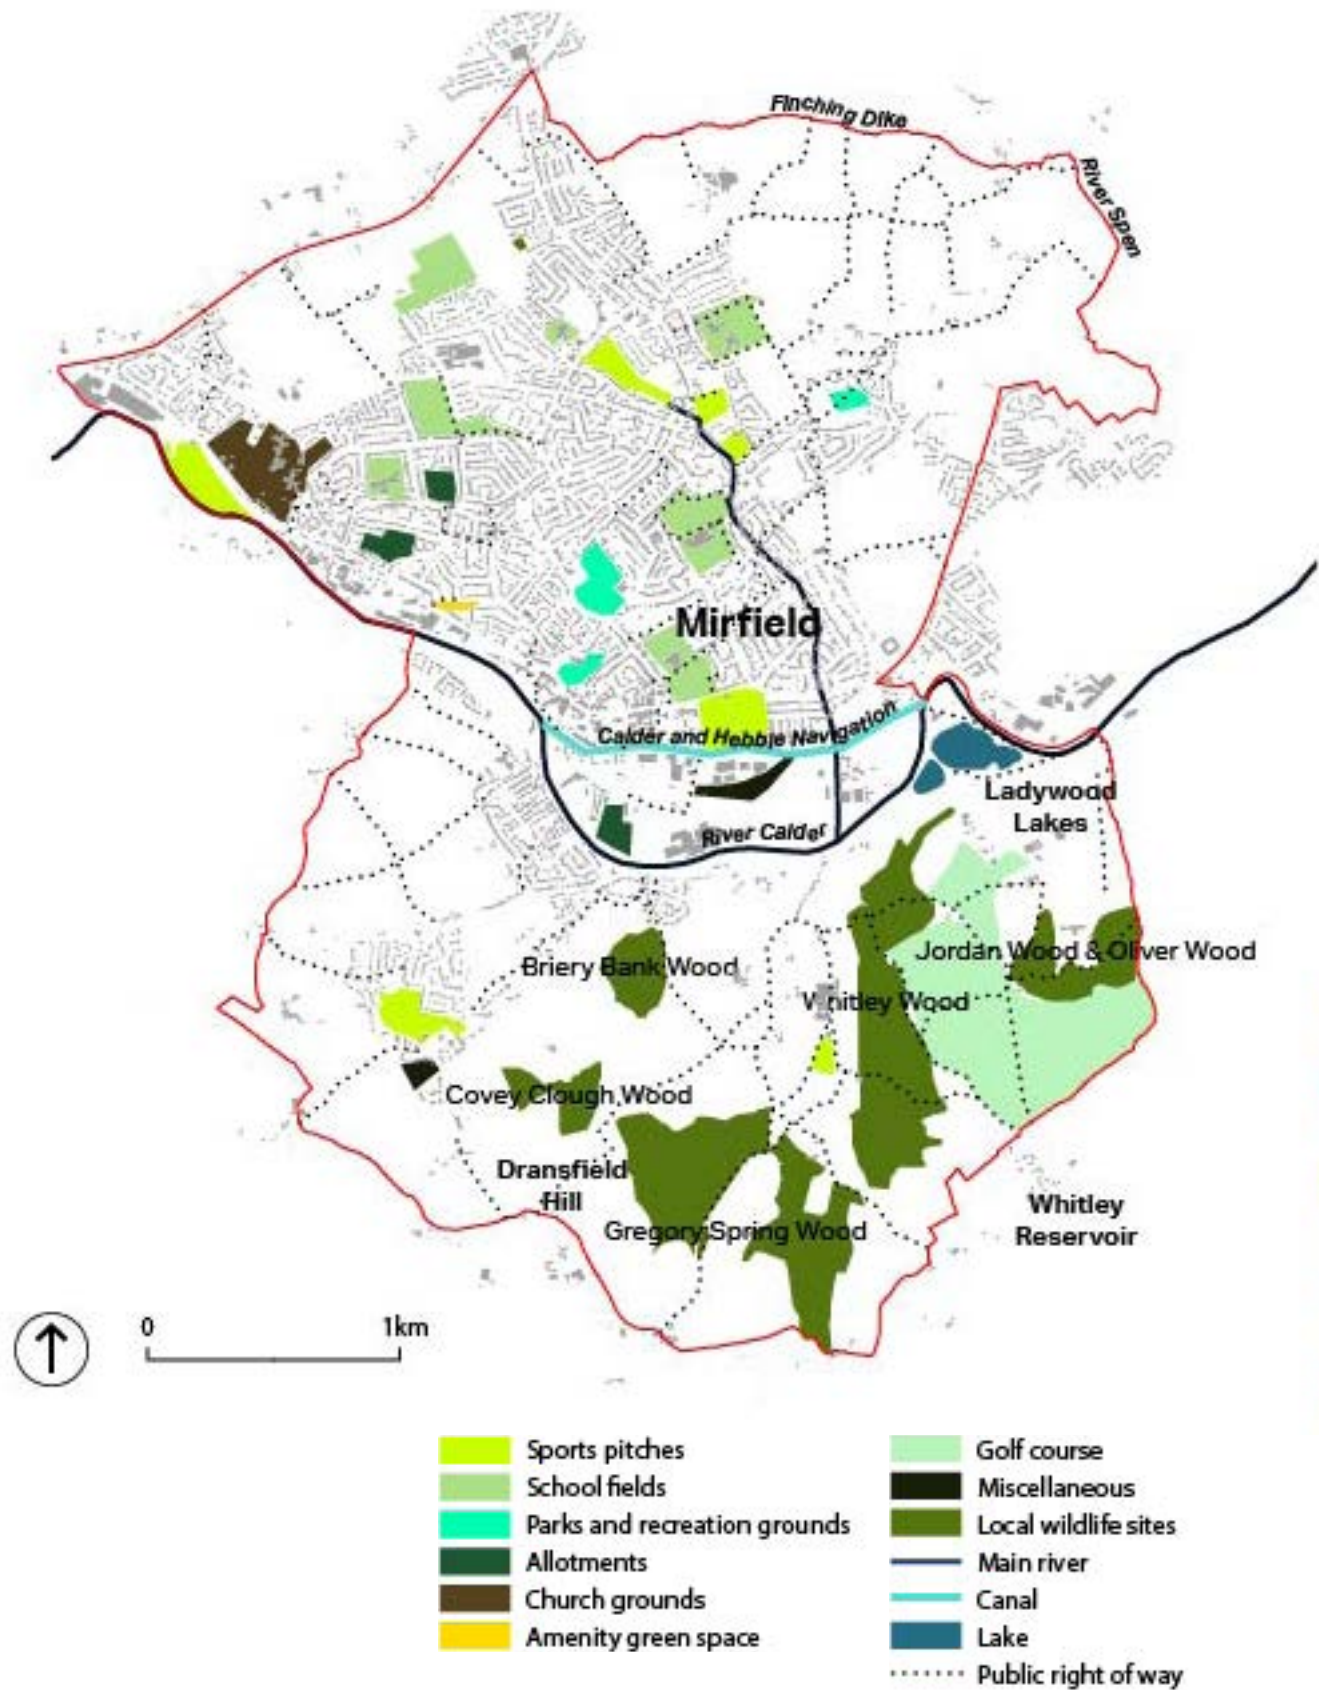 Finching Dike
River Spen
Mirfield
Calder and Hebble Navigation
Ladywood
Lakes
River Calder
Jordan Wood & Oliver Wood
Briery Bank Wood
Whitley Wood
Covey Clough Wood
Dransfield
Hill
Whitley
Reservoir
Gregory Spring Wood
0 1km
Sports pitches
School fields
Parks and recreation grounds
Allotments
Church grounds
Amenity green space
Golf course
Miscellaneous
Local wildlife sites
Main river
Canal
Lake
Public right of way